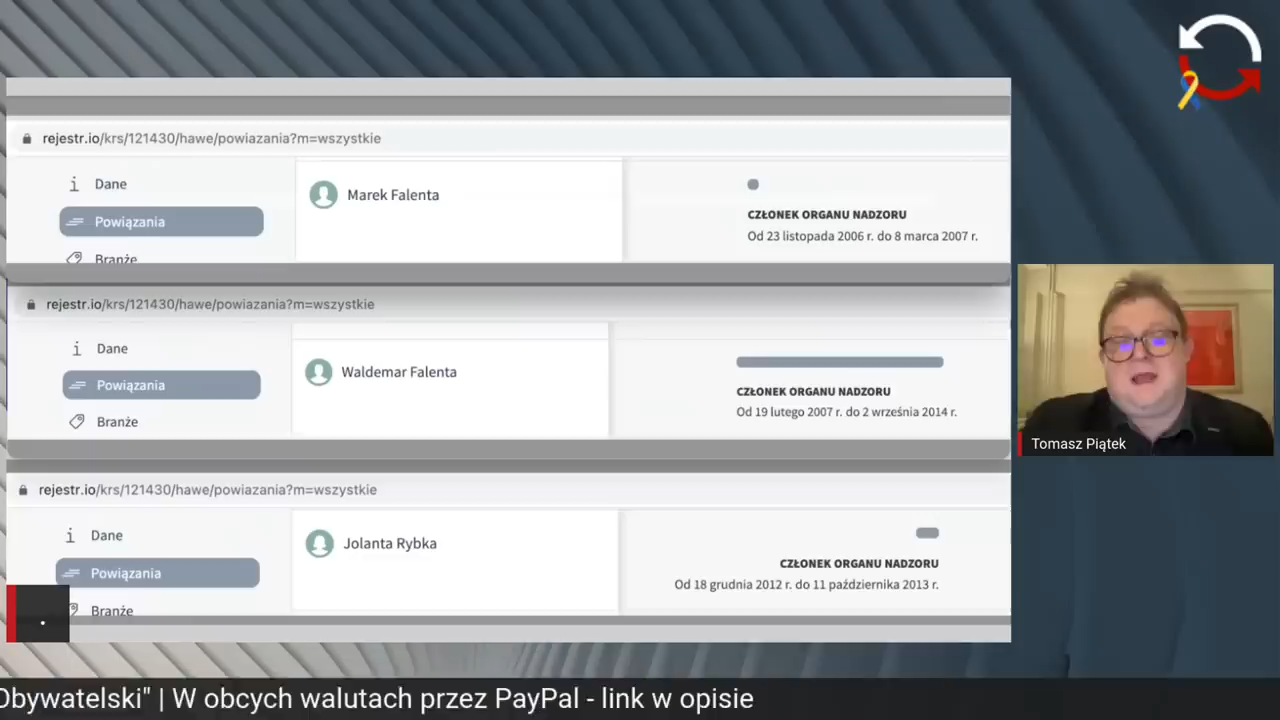 rejestr.io/krs/121430/hawe/powiazania?m=wszystkie
Dane
Powiązania
Branże
Marek Falenta
CZŁONEK ORGANU NADZORU
Od 23 listopada 2006 r. do 8 marca 2007 r.
rejestr.io/krs/121430/hawe/powiazania?m=wszystkie
Dane
Powiązania
Branże
Waldemar Falenta
CZŁONEK ORGANU NADZORU
Od 19 lutego 2007 r. do 2 września 2014 r.
rejestr.io/krs/121430/hawe/powiazania?m=wszystkie
Dane
Powiązania
Branże
Jolanta Rybka
CZŁONEK ORGANU NADZORU
Od 18 grudnia 2012 r. do 11 października 2013 r.
.
Tomasz Piątek
Obywatelski" | W obcych walutach przez PayPal - link w opisie